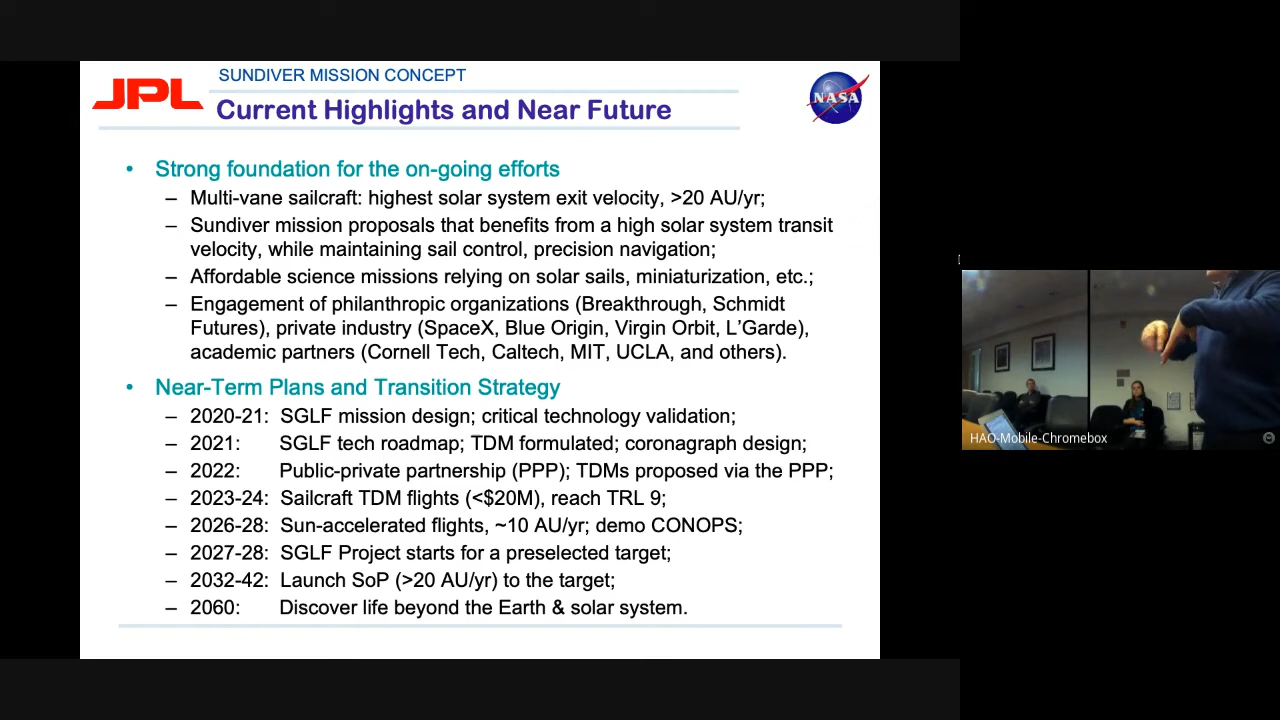 JPL
SUNDIVER MISSION CONCEPT
Current Highlights and Near Future
NASA
• Strong foundation for the on-going efforts
– Multi-vane sailcraft: highest solar system exit velocity, >20 AU/yr;
– Sundiver mission proposals that benefits from a high solar system transit
velocity, while maintaining sail control, precision navigation;
– Affordable science missions relying on solar sails, miniaturization, etc.;
– Engagement of philanthropic organizations (Breakthrough, Schmidt
Futures), private industry (SpaceX, Blue Origin, Virgin Orbit, L’Garde),
academic partners (Cornell Tech, Caltech, MIT, UCLA, and others).
• Near-Term Plans and Transition Strategy
– 2020-21: SGLF mission design; critical technology validation;
– 2021: SGLF tech roadmap; TDM formulated; coronagraph design;
– 2022: Public-private partnership (PPP); TDMs proposed via the PPP;
– 2023-24: Sailcraft TDM flights (<$20M), reach TRL 9;
– 2026-28: Sun-accelerated flights, ~10 AU/yr; demo CONOPS;
– 2027-28: SGLF Project starts for a preselected target;
– 2032-42: Launch SoP (>20 AU/yr) to the target;
– 2060: Discover life beyond the Earth & solar system.
HAO-Mobile-Chromebox